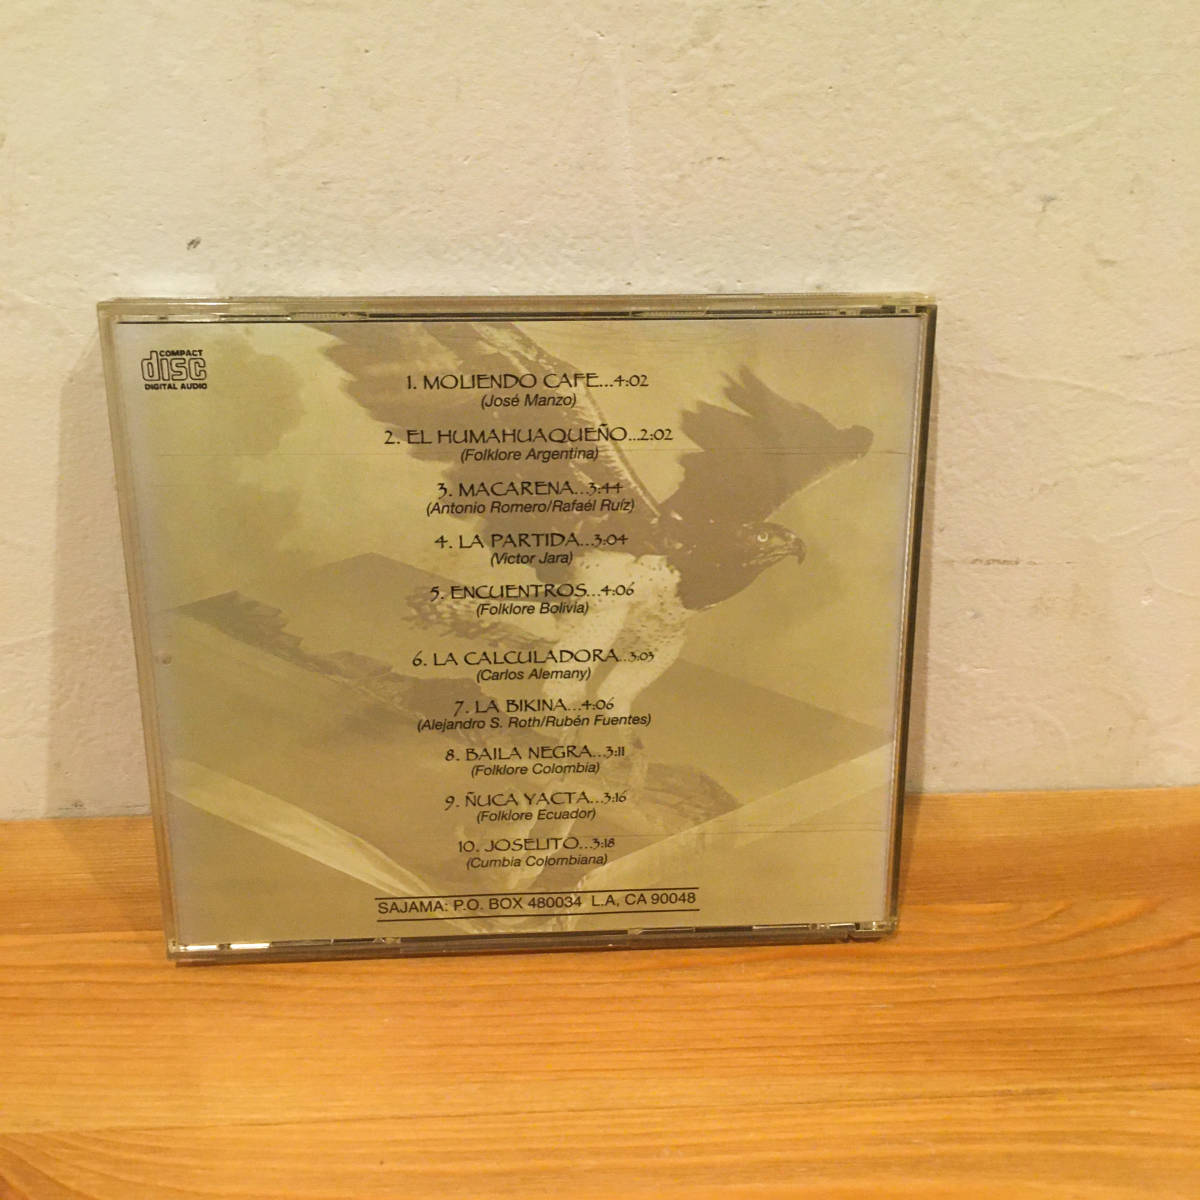 COMPACT
disc
DIGITAL AUDIO
1. MOLIENDO CAFE...4:02
(José Manzo)
2. EL HUMAHUAQUEÑO...2:02
(Folklore Argentina)
3. MACARENA...3:44
(Antonio Romero/Rafaél Ruíz)
4. LA PARTIDA...3:04
(Victor Jara)
5. ENCUENTROS...4:06
(Folklore Bolivia)
6. LA CALCULADORA...3:03
(Carlos Alemany)
7. LA BIKINA...4:06
(Alejandro S. Roth/Rubén Fuentes)
8. BAILA NEGRA...3:11
(Folklore Colombia)
9. ÑUCA YACTA...3:16
(Folklore Ecuador)
10. JOSELITO...3:18
(Cumbia Colombiana)
SAJAMA: P.O. BOX 480034 L.A, CA 90048